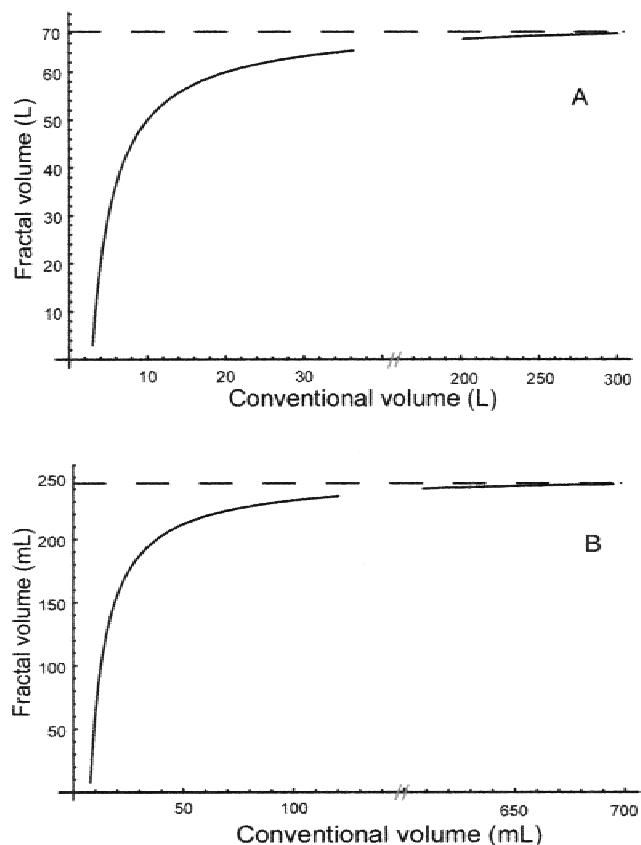 70
60
50
40
30
20
10
Fractal volume (L)
A
10 20 30 200 250 300
Conventional volume (L)
250
200
150
100
50
Fractal volume (mL)
B
50 100 650 700
Conventional volume (mL)